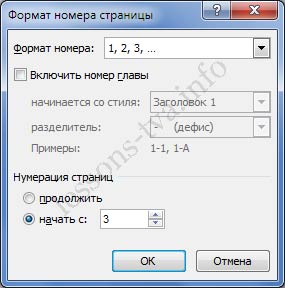 Формат номера страницы
Формат номера: 1, 2, 3, ...
Включить номер главы
начинается со стиля: Заголовок 1
разделитель: - (дефис)
Примеры: 1-1, 1-A
Нумерация страниц
продолжить
начать с: 3
ОК Отмена
lessons-tva.info